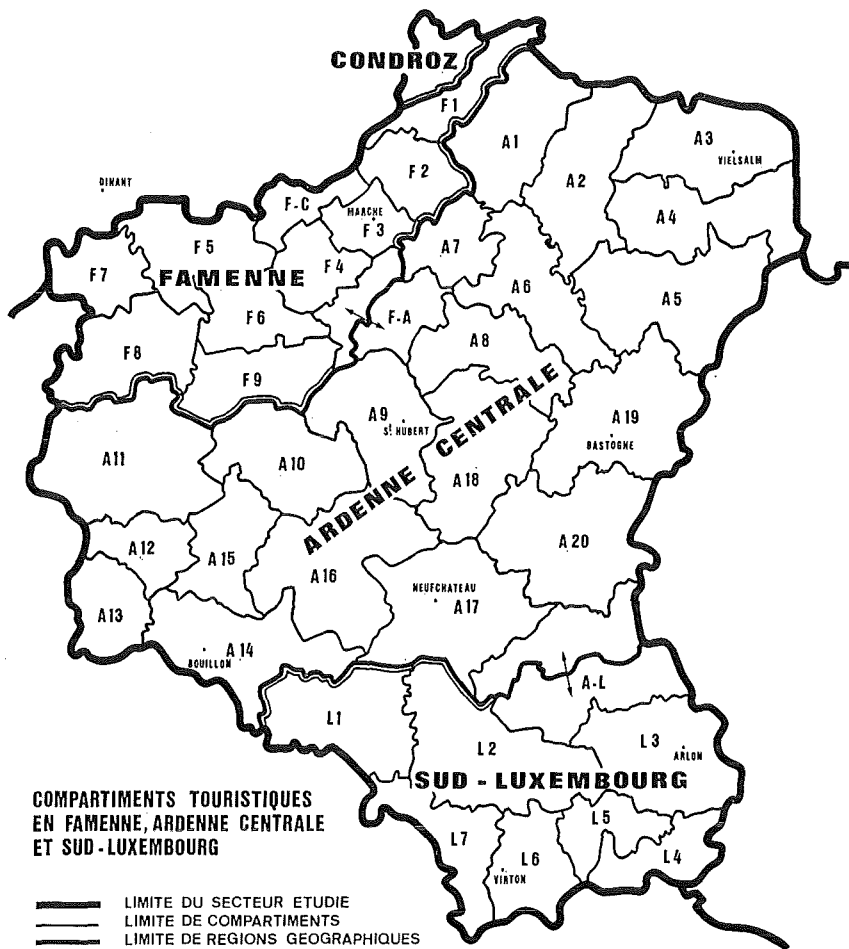 CONDROZ
F1
A1
A3
VIELSALM
F2
A2
DINANT
F-C
MARCHE
F3
A4
F5
F4
A7
F7
FAMENNE
A6
A5
F6
F-A
F8
A8
F9
A9
ST HUBERT
A19
BASTOGNE
A11
A10
ARDENNE CENTRALE
A18
A12
A15
A20
A16
NEUFCHATEAU
A17
A13
A14
BOUILLON
A-L
L1
L2
L3
ARLON
SUD-LUXEMBOURG
COMPARTIMENTS TOURISTIQUES
EN FAMENNE, ARDENNE CENTRALE
ET SUD-LUXEMBOURG
L7
L5
L6
L4
VIRTON
LIMITE DU SECTEUR ETUDIE
LIMITE DE COMPARTIMENTS
LIMITE DE REGIONS GEOGRAPHIQUES